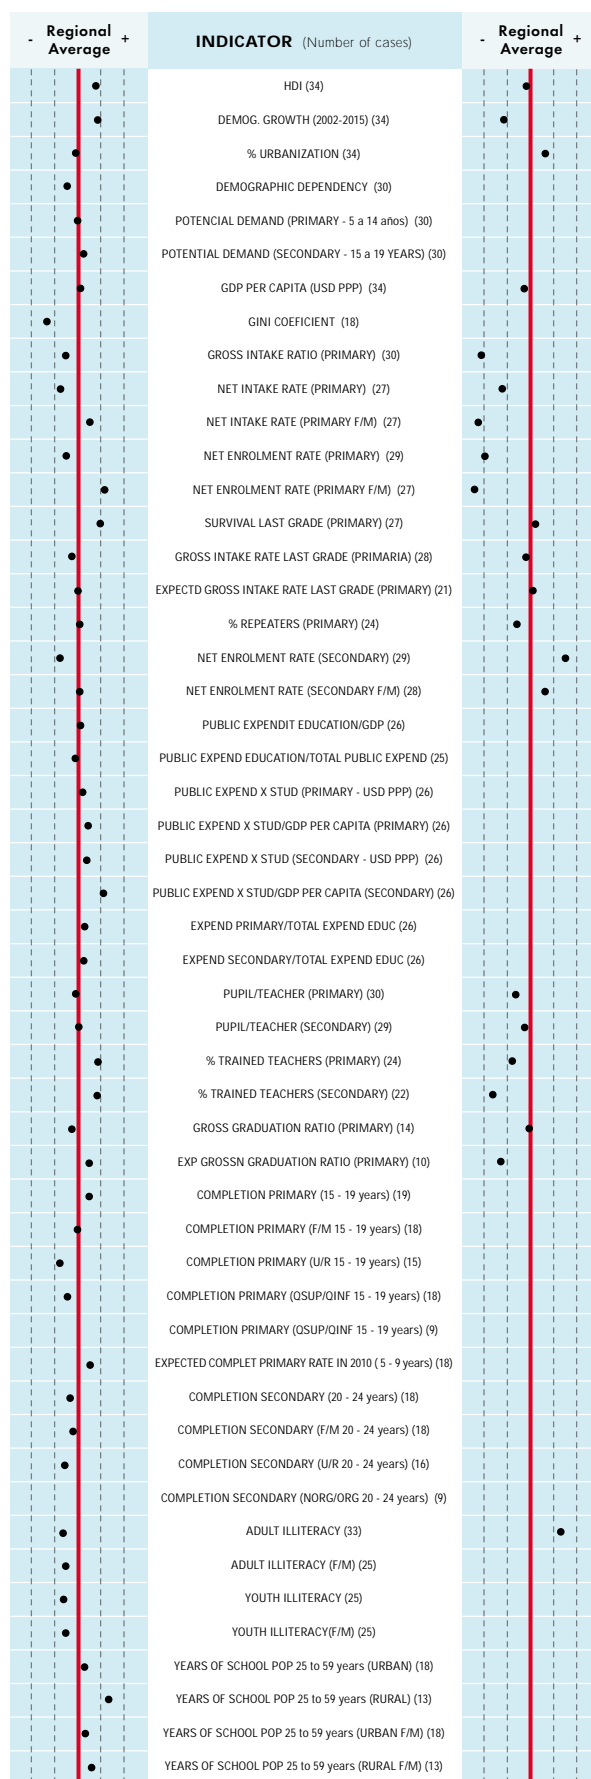 - Regional Average +
INDICATOR (Number of cases)
- Regional Average +
HDI (34)
DEMOG. GROWTH (2002-2015) (34)
% URBANIZATION (34)
DEMOGRAPHIC DEPENDENCY (30)
POTENCIAL DEMAND (PRIMARY - 5 a 14 años) (30)
POTENTIAL DEMAND (SECONDARY - 15 a 19 YEARS) (30)
GDP PER CAPITA (USD PPP) (34)
GINI COEFICIENT (18)
GROSS INTAKE RATIO (PRIMARY) (30)
NET INTAKE RATE (PRIMARY) (27)
NET INTAKE RATE (PRIMARY F/M) (27)
NET ENROLMENT RATE (PRIMARY) (29)
NET ENROLMENT RATE (PRIMARY F/M) (27)
SURVIVAL LAST GRADE (PRIMARY) (27)
GROSS INTAKE RATE LAST GRADE (PRIMARIA) (28)
EXPECTD GROSS INTAKE RATE LAST GRADE (PRIMARY) (21)
% REPEATERS (PRIMARY) (24)
NET ENROLMENT RATE (SECONDARY) (29)
NET ENROLMENT RATE (SECONDARY F/M) (28)
PUBLIC EXPENDIT EDUCATION/GDP (26)
PUBLIC EXPEND EDUCATION/TOTAL PUBLIC EXPEND (25)
PUBLIC EXPEND X STUD (PRIMARY - USD PPP) (26)
PUBLIC EXPEND X STUD/GDP PER CAPITA (PRIMARY) (26)
PUBLIC EXPEND X STUD (SECONDARY - USD PPP) (26)
PUBLIC EXPEND X STUD/GDP PER CAPITA (SECONDARY) (26)
EXPEND PRIMARY/TOTAL EXPEND EDUC (26)
EXPEND SECONDARY/TOTAL EXPEND EDUC (26)
PUPIL/TEACHER (PRIMARY) (30)
PUPIL/TEACHER (SECONDARY) (29)
% TRAINED TEACHERS (PRIMARY) (24)
% TRAINED TEACHERS (SECONDARY) (22)
GROSS GRADUATION RATIO (PRIMARY) (14)
EXP GROSSN GRADUATION RATIO (PRIMARY) (10)
COMPLETION PRIMARY (15 - 19 years) (19)
COMPLETION PRIMARY (F/M 15 - 19 years) (18)
COMPLETION PRIMARY (U/R 15 - 19 years) (15)
COMPLETION PRIMARY (QSUP/QINF 15 - 19 years) (18)
COMPLETION PRIMARY (QSUP/QINF 15 - 19 years) (9)
EXPECTED COMPLET PRIMARY RATE IN 2010 ( 5 - 9 years) (18)
COMPLETION SECONDARY (20 - 24 years) (18)
COMPLETION SECONDARY (F/M 20 - 24 years) (18)
COMPLETION SECONDARY (U/R 20 - 24 years) (16)
COMPLETION SECONDARY (NORG/ORG 20 - 24 years) (9)
ADULT ILLITERACY (33)
ADULT ILLITERACY (F/M) (25)
YOUTH ILLITERACY (25)
YOUTH ILLITERACY(F/M) (25)
YEARS OF SCHOOL POP 25 to 59 years (URBAN) (18)
YEARS OF SCHOOL POP 25 to 59 years (RURAL) (13)
YEARS OF SCHOOL POP 25 to 59 years (URBAN F/M) (18)
YEARS OF SCHOOL POP 25 to 59 years (RURAL F/M) (13)